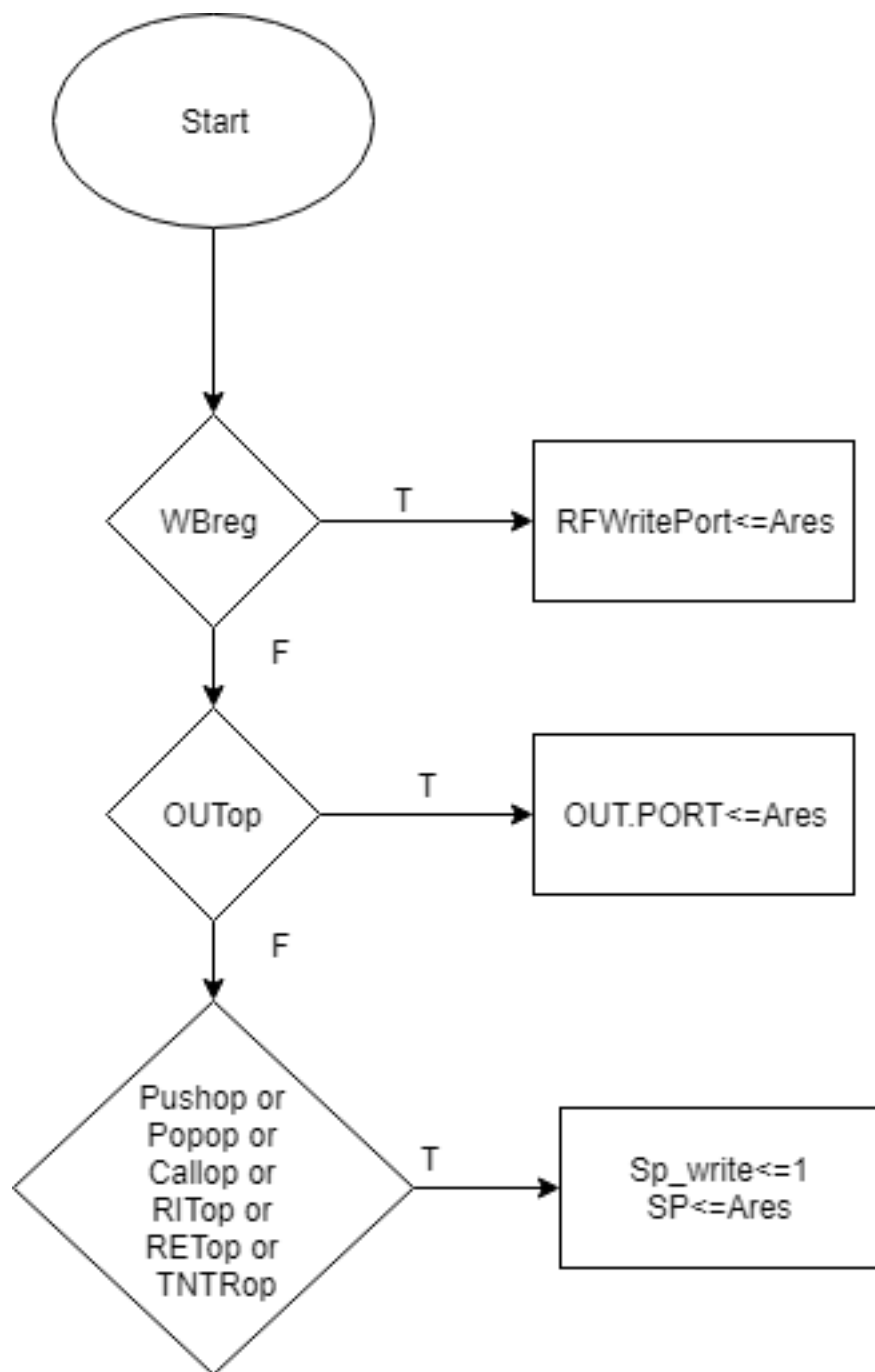 Start
WBreg
T
RFWritePort<=Ares
F
OUTop
T
OUT.PORT<=Ares
F
Pushop or
Popop or
Callop or
RITop or
RETop or
TNTRop
T
Sp_write<=1
SP<=Ares